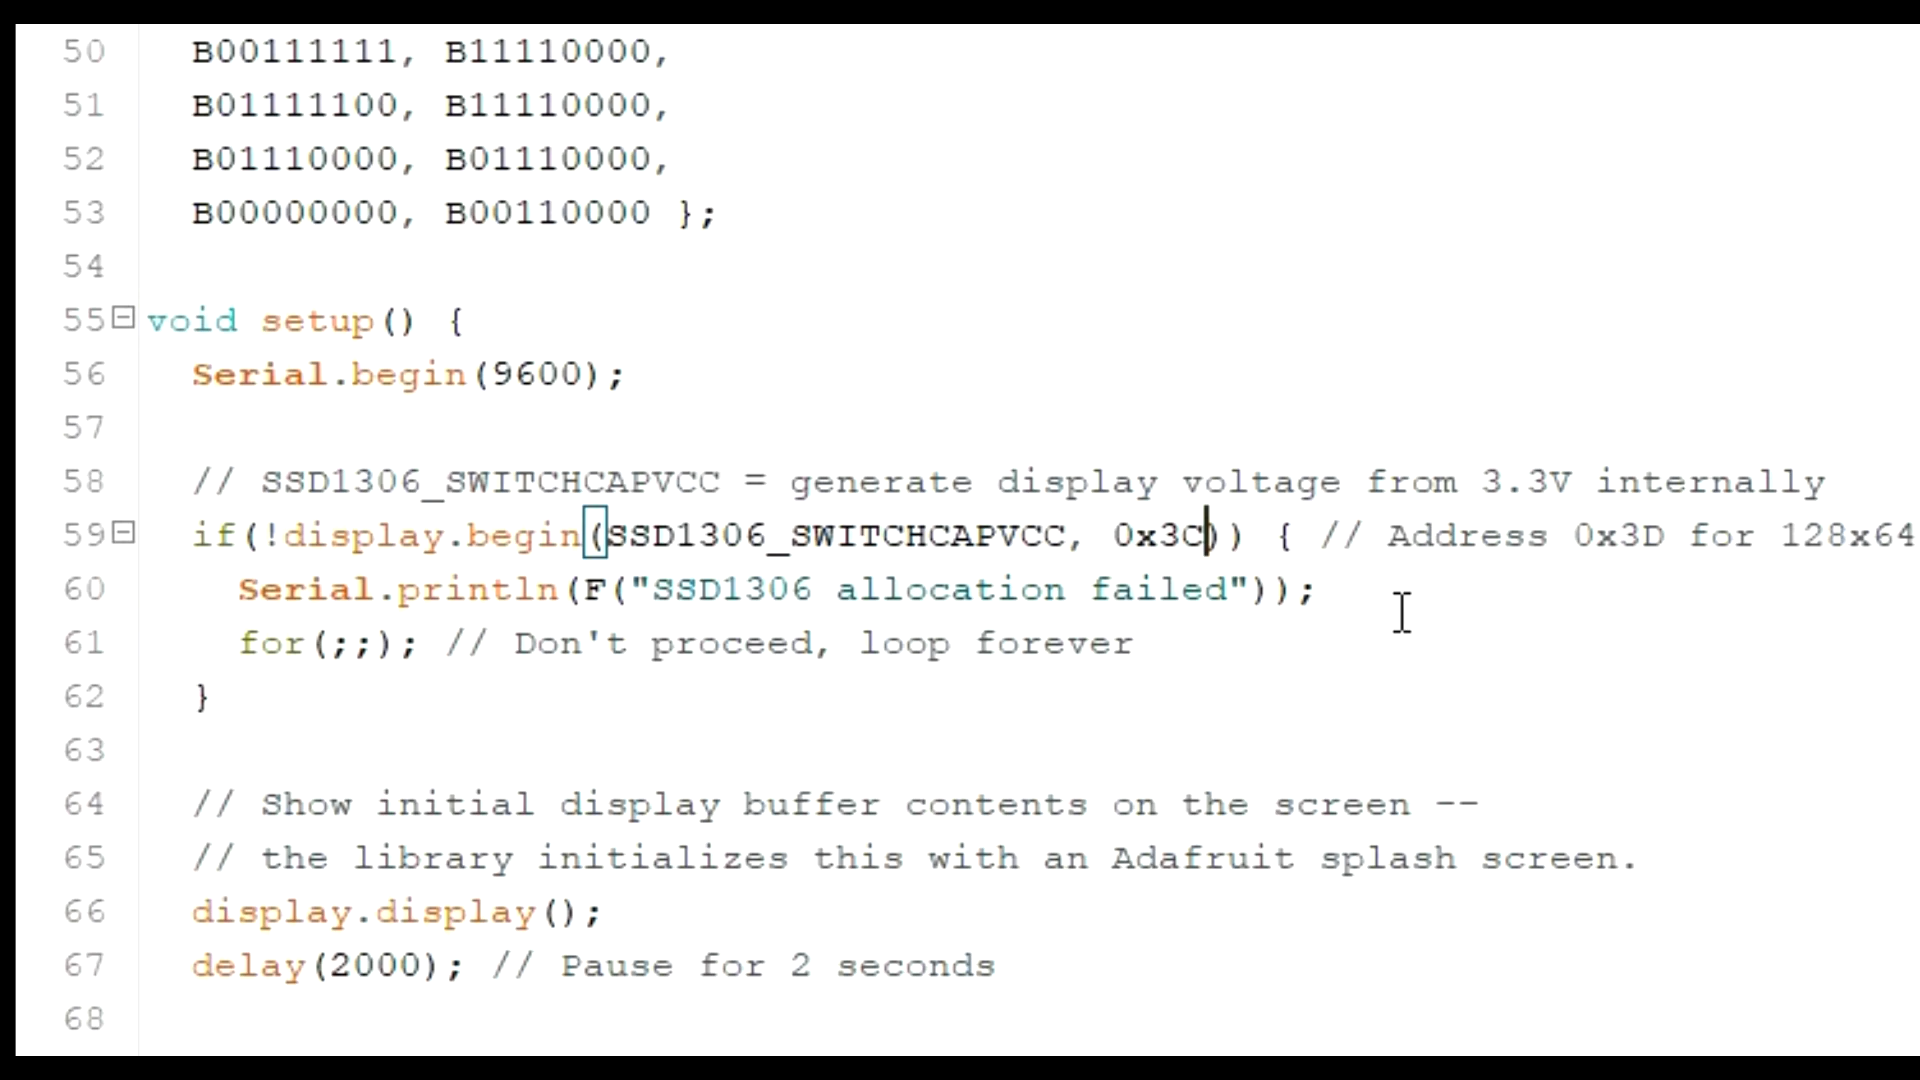 50 B00111111, B11110000,
51 B01111100, B11110000,
52 B01110000, B01110000,
53 B00000000, B00110000 };
54
55 void setup() {
56 Serial.begin(9600);
57
58 // SSD1306_SWITCHCAPVCC = generate display voltage from 3.3V internally
59 if(!display.begin(SSD1306_SWITCHCAPVCC, 0x3C)) { // Address 0x3D for 128x64
60 Serial.println(F("SSD1306 allocation failed"));
61 for(;;); // Don't proceed, loop forever
62 }
63
64 // Show initial display buffer contents on the screen --
65 // the library initializes this with an Adafruit splash screen.
66 display.display();
67 delay(2000); // Pause for 2 seconds
68